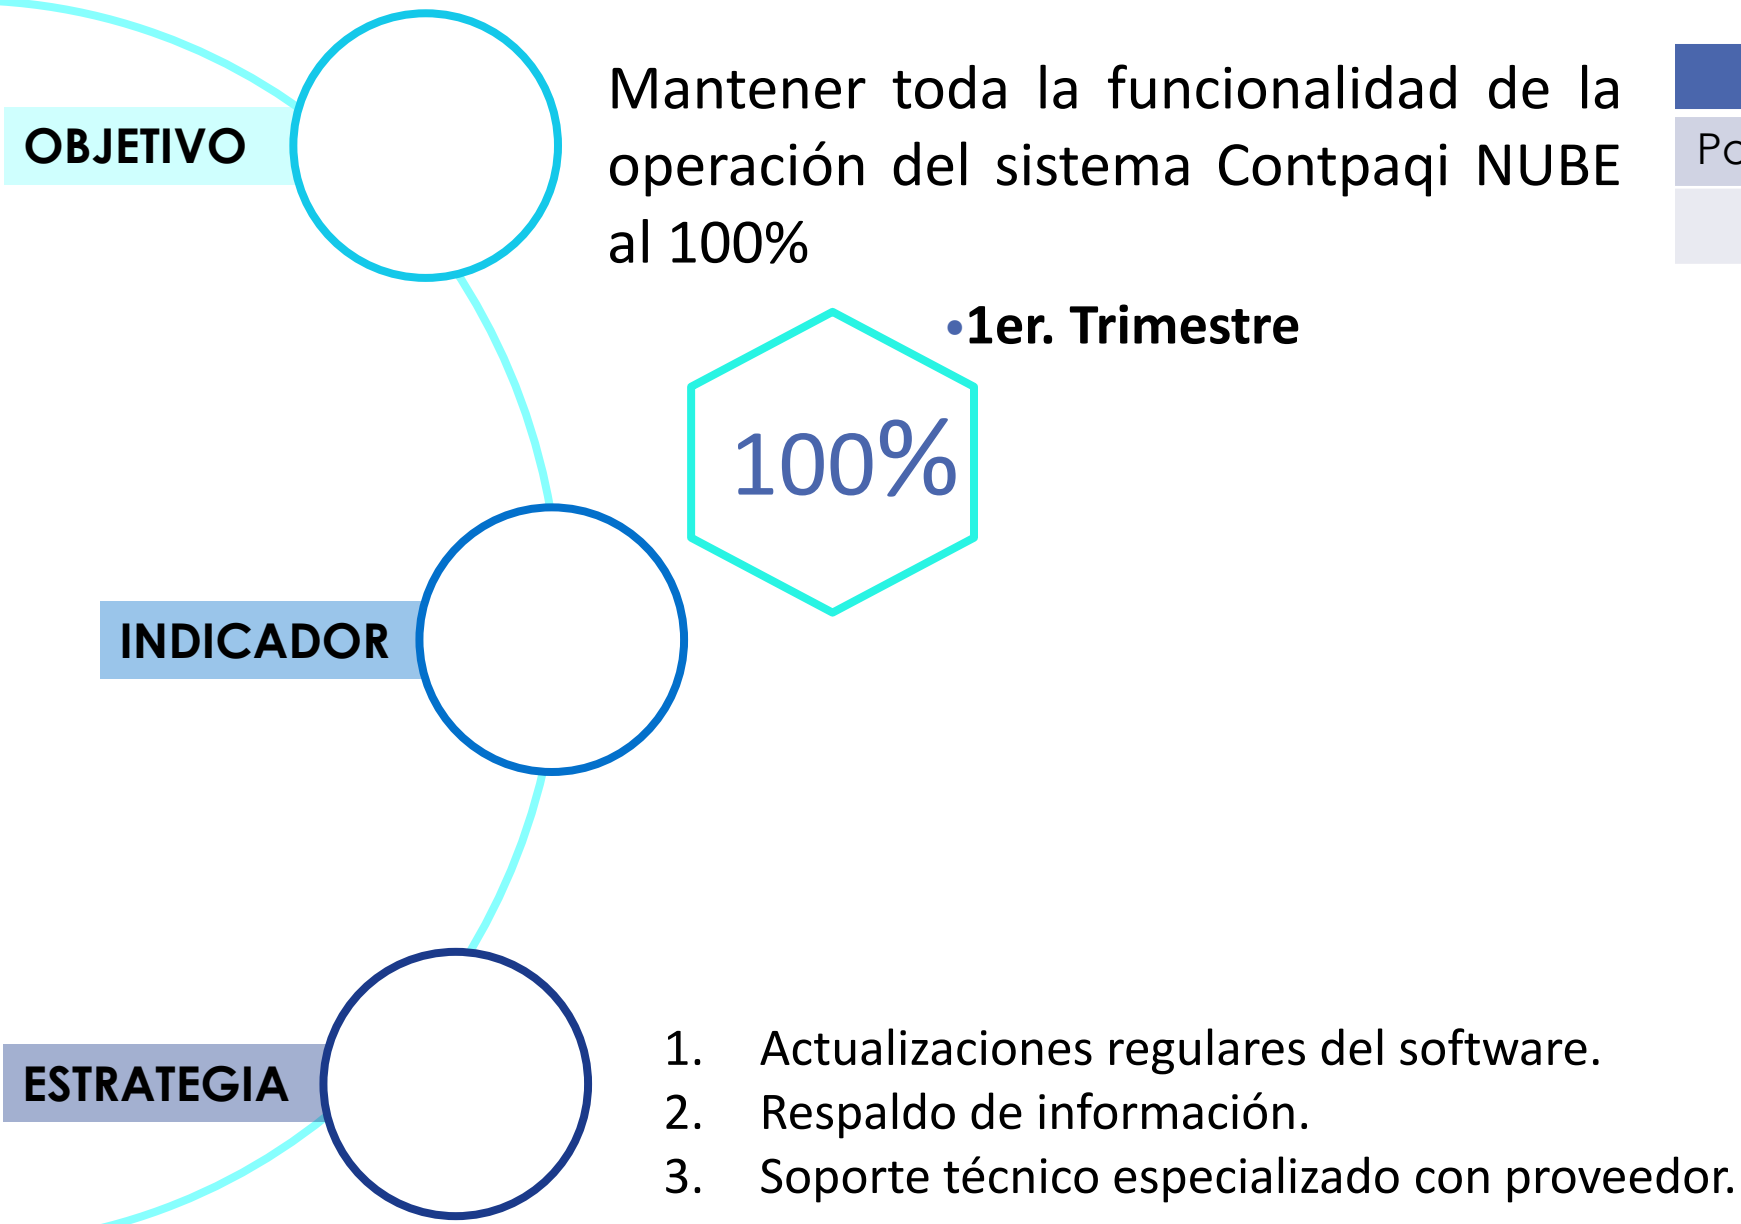 OBJETIVO
Mantener toda la funcionalidad de la
operación del sistema Contpaqi NUBE
al 100%
•1er. Trimestre
100%
INDICADOR
ESTRATEGIA
1. Actualizaciones regulares del software.
2. Respaldo de información.
3. Soporte técnico especializado con proveedor.